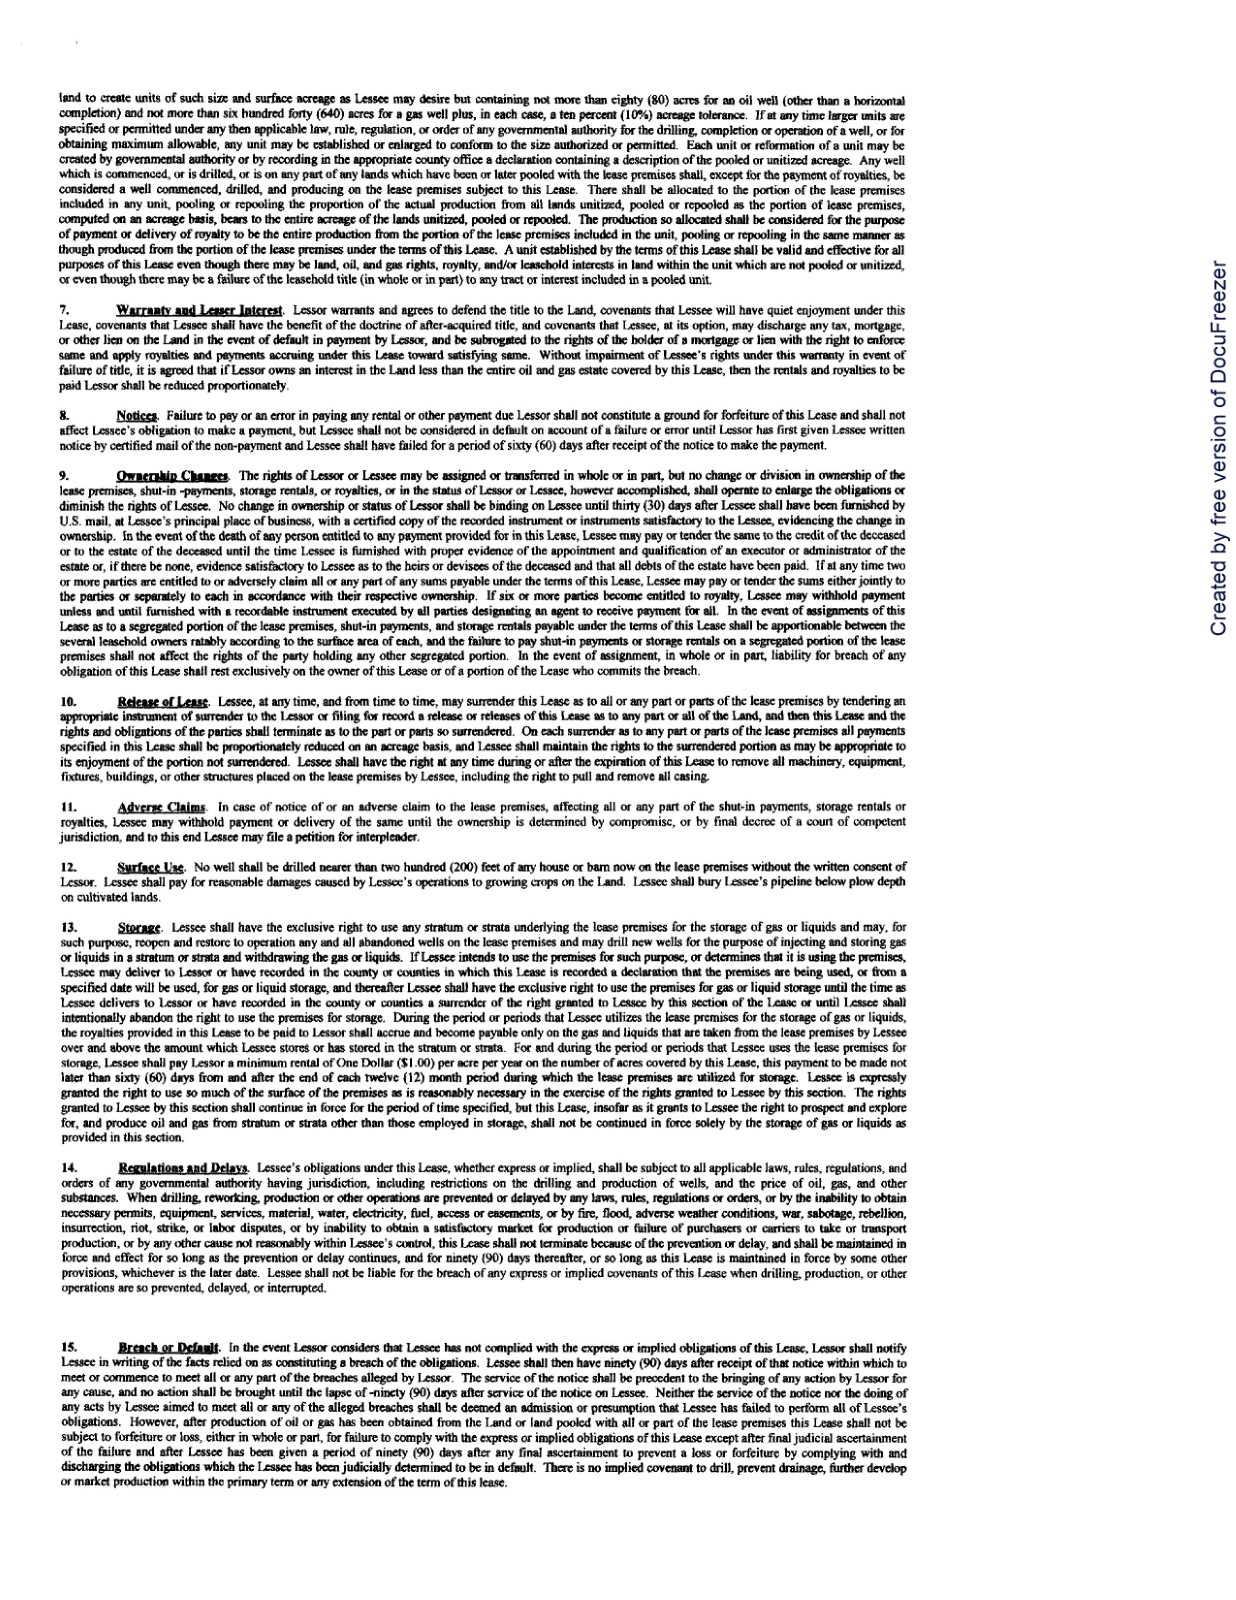 land to create units of such size and surface acreage as Lessee may desire but containing not more than eighty (80) acres for an oil well (other than a horizontal
completion) and not more than six hundred forty (640) acres for a gas well plus, in each case, a ten percent (10%) acreage tolerance. If at any time larger units are
specified or permitted under any then applicable law, rule, regulation, or order of any governmental authority for the drilling, completion or operation of a well, or for
obtaining maximum allowable, any unit may be established or enlarged to conform to the size authorized or permitted. Each unit or reformation of a unit may be
created by governmental authority or by recording in the appropriate county office a declaration containing a description of the pooled or unitized acreage. Any well
which is commenced, or is drilled, or is on any part of any lands which have been or later pooled with the lease premises shall, except for the payment of royalties, be
considered a well commenced, drilled, and producing on the lease premises subject to this Lease. There shall be allocated to the portion of the lease premises
included in any unit, pooling or repooling the proportion of the actual production from all lands unitized, pooled or repooled as the portion of lease premises,
computed on an acreage basis, bears to the entire acreage of the lands unitized, pooled or repooled. The production so allocated shall be considered for the purpose
of payment or delivery of royalty to be the entire production from the portion of the lease premises included in the unit, pooling or repooling in the same manner as
though produced from the portion of the lease premises under the terms of this Lease. A unit established by the terms of this Lease shall be valid and effective for all
purposes of this Lease even though there may be land, oil, and gas rights, royalty, and/or leasehold interests in land within the unit which are not pooled or unitized,
or even though there may be a failure of the leasehold title (in whole or in part) to any tract or interest included in a pooled unit.
7. Warranty and Lesser Interest. Lessor warrants and agrees to defend the title to the Land, covenants that Lessee will have quiet enjoyment under this
Lease, covenants that Lessee shall have the benefit of the doctrine of after-acquired title, and covenants that Lessee, at its option, may discharge any tax, mortgage,
or other lien on the Land in the event of default in payment by Lessor, and be subrogated to the rights of the holder of a mortgage or lien with the right to enforce
same and apply royalties and payments accruing under this Lease toward satisfying same. Without impairment of Lessee's rights under this warranty in event of
failure of title, it is agreed that if Lessor owns an interest in the Land less than the entire oil and gas estate covered by this Lease, then the rentals and royalties to be
paid Lessor shall be reduced proportionately.
8. Notices. Failure to pay or an error in paying any rental or other payment due Lessor shall not constitute a ground for forfeiture of this Lease and shall not
affect Lessee's obligation to make a payment, but Lessee shall not be considered in default on account of a failure or error until Lessor has first given Lessee written
notice by certified mail of the non-payment and Lessee shall have failed for a period of sixty (60) days after receipt of the notice to make the payment.
9. Ownership Changes. The rights of Lessor or Lessee may be assigned or transferred in whole or in part, but no change or division in ownership of the
lease premises, shut-in -payments, storage rentals, or royalties, or in the status of Lessor or Lessee, however accomplished, shall operate to enlarge the obligations or
diminish the rights of Lessee. No change in ownership or status of Lessor shall be binding on Lessee until thirty (30) days after Lessee shall have been furnished by
U.S. mail, at Lessee's principal place of business, with a certified copy of the recorded instrument or instruments satisfactory to the Lessee, evidencing the change in
ownership. In the event of the death of any person entitled to any payment provided for in this Lease, Lessee may pay or tender the same to the credit of the deceased
or to the estate of the deceased until the time Lessee is furnished with proper evidence of the appointment and qualification of an executor or administrator of the
estate or, if there be none, evidence satisfactory to Lessee as to the heirs or devisees of the deceased and that all debts of the estate have been paid. If at any time two
or more parties are entitled to or adversely claim all or any part of any sums payable under the terms of this Lease, Lessee may pay or tender the sums either jointly to
the parties or separately to each in accordance with their respective ownership. If six or more parties become entitled to royalty, Lessee may withhold payment
unless and until furnished with a recordable instrument executed by all parties designating an agent to receive payment for all. In the event of assignments of this
Lease as to a segregated portion of the lease premises, shut-in payments, and storage rentals payable under the terms of this Lease shall be apportionable between the
several leasehold owners ratably according to the surface area of each, and the failure to pay shut-in payments or storage rentals on a segregated portion of the lease
premises shall not affect the rights of the party holding any other segregated portion. In the event of assignment, in whole or in part, liability for breach of any
obligation of this Lease shall rest exclusively on the owner of this Lease or of a portion of the Lease who commits the breach.
10. Release of Lease. Lessee, at any time, and from time to time, may surrender this Lease as to all or any part or parts of the lease premises by tendering an
appropriate instrument of surrender to the Lessor or filing for record a release or releases of this Lease as to any part or all of the Land, and then this Lease and the
rights and obligations of the parties shall terminate as to the part or parts so surrendered. On each surrender as to any part or parts of the lease premises all payments
specified in this Lease shall be proportionately reduced on an acreage basis, and Lessee shall maintain the rights to the surrendered portion as may be appropriate to
its enjoyment of the portion not surrendered. Lessee shall have the right at any time during or after the expiration of this Lease to remove all machinery, equipment,
fixtures, buildings, or other structures placed on the lease premises by Lessee, including the right to pull and remove all casing.
11. Adverse Claims. In case of notice of or an adverse claim to the lease premises, affecting all or any part of the shut-in payments, storage rentals or
royalties, Lessee may withhold payment or delivery of the same until the ownership is determined by compromise, or by final decree of a court of competent
jurisdiction, and to this end Lessee may file a petition for interpleader.
12. Surface Use. No well shall be drilled nearer than two hundred (200) feet of any house or barn now on the lease premises without the written consent of
Lessor. Lessee shall pay for reasonable damages caused by Lessee's operations to growing crops on the Land. Lessee shall bury Lessee's pipeline below plow depth
on cultivated lands.
13. Storage. Lessee shall have the exclusive right to use any stratum or strata underlying the lease premises for the storage of gas or liquids and may, for
such purpose, reopen and restore to operation any and all abandoned wells on the lease premises and may drill new wells for the purpose of injecting and storing gas
or liquids in a stratum or strata and withdrawing the gas or liquids. If Lessee intends to use the premises for such purpose, or determines that it is using the premises,
Lessee may deliver to Lessor or have recorded in the county or counties in which this Lease is recorded a declaration that the premises are being used, or from a
specified date will be used, for gas or liquid storage, and thereafter Lessee shall have the exclusive right to use the premises for gas or liquid storage until the time as
Lessee delivers to Lessor or have recorded in the county or counties a surrender of the right granted to Lessee by this section of the Lease or until Lessee shall
intentionally abandon the right to use the premises for storage. During the period or periods that Lessee utilizes the lease premises for the storage of gas or liquids,
the royalties provided in this Lease to be paid to Lessor shall accrue and become payable only on the gas and liquids that are taken from the lease premises by Lessee
over and above the amount which Lessee stores or has stored in the stratum or strata. For and during the period or periods that Lessee uses the lease premises for
storage, Lessee shall pay Lessor a minimum rental of One Dollar ($1.00) per acre per year on the number of acres covered by this Lease, this payment to be made not
later than sixty (60) days from and after the end of each twelve (12) month period during which the lease premises are utilized for storage. Lessee is expressly
granted the right to use so much of the surface of the premises as is reasonably necessary in the exercise of the rights granted to Lessee by this section. The rights
granted to Lessee by this section shall continue in force for the period of time specified, but this Lease, insofar as it grants to Lessee the right to prospect and explore
for, and produce oil and gas from stratum or strata other than those employed in storage, shall not be continued in force solely by the storage of gas or liquids as
provided in this section.
14. Regulations and Delays. Lessee's obligations under this Lease, whether express or implied, shall be subject to all applicable laws, rules, regulations, and
orders of any governmental authority having jurisdiction, including restrictions on the drilling and production of wells, and the price of oil, gas, and other
substances. When drilling, reworking, production or other operations are prevented or delayed by any laws, rules, regulations or orders, or by the inability to obtain
necessary permits, equipment, services, material, water, electricity, fuel, access or easements, or by fire, flood, adverse weather conditions, war, sabotage, rebellion,
insurrection, riot, strike, or labor disputes, or by inability to obtain a satisfactory market for production or failure of purchasers or carriers to take or transport
production, or by any other cause not reasonably within Lessee's control, this Lease shall not terminate because of the prevention or delay, and shall be maintained in
force and effect for so long as the prevention or delay continues, and for ninety (90) days thereafter, or so long as this Lease is maintained in force by some other
provisions, whichever is the later date. Lessee shall not be liable for the breach of any express or implied covenants of this Lease when drilling, production, or other
operations are so prevented, delayed, or interrupted.
15. Breach or Default. In the event Lessor considers that Lessee has not complied with the express or implied obligations of this Lease, Lessor shall notify
Lessee in writing of the facts relied on as constituting a breach of the obligations. Lessee shall then have ninety (90) days after receipt of that notice within which to
meet or commence to meet all or any part of the breaches alleged by Lessor. The service of the notice shall be precedent to the bringing of any action by Lessor for
any cause, and no action shall be brought until the lapse of -ninety (90) days after service of the notice on Lessee. Neither the service of the notice nor the doing of
any acts by Lessee aimed to meet all or any of the alleged breaches shall be deemed an admission or presumption that Lessee has failed to perform all of Lessee's
obligations. However, after production of oil or gas has been obtained from the Land or land pooled with all or part of the lease premises this Lease shall not be
subject to forfeiture or loss, either in whole or part, for failure to comply with the express or implied obligations of this Lease except after final judicial ascertainment
of the failure and after Lessee has been given a period of ninety (90) days after any final ascertainment to prevent a loss or forfeiture by complying with and
discharging the obligations which the Lessee has been judicially determined to be in default. There is no implied covenant to drill, prevent drainage, further develop
or market production within the primary term or any extension of the term of this lease.
Created by free version of DocuFreezer